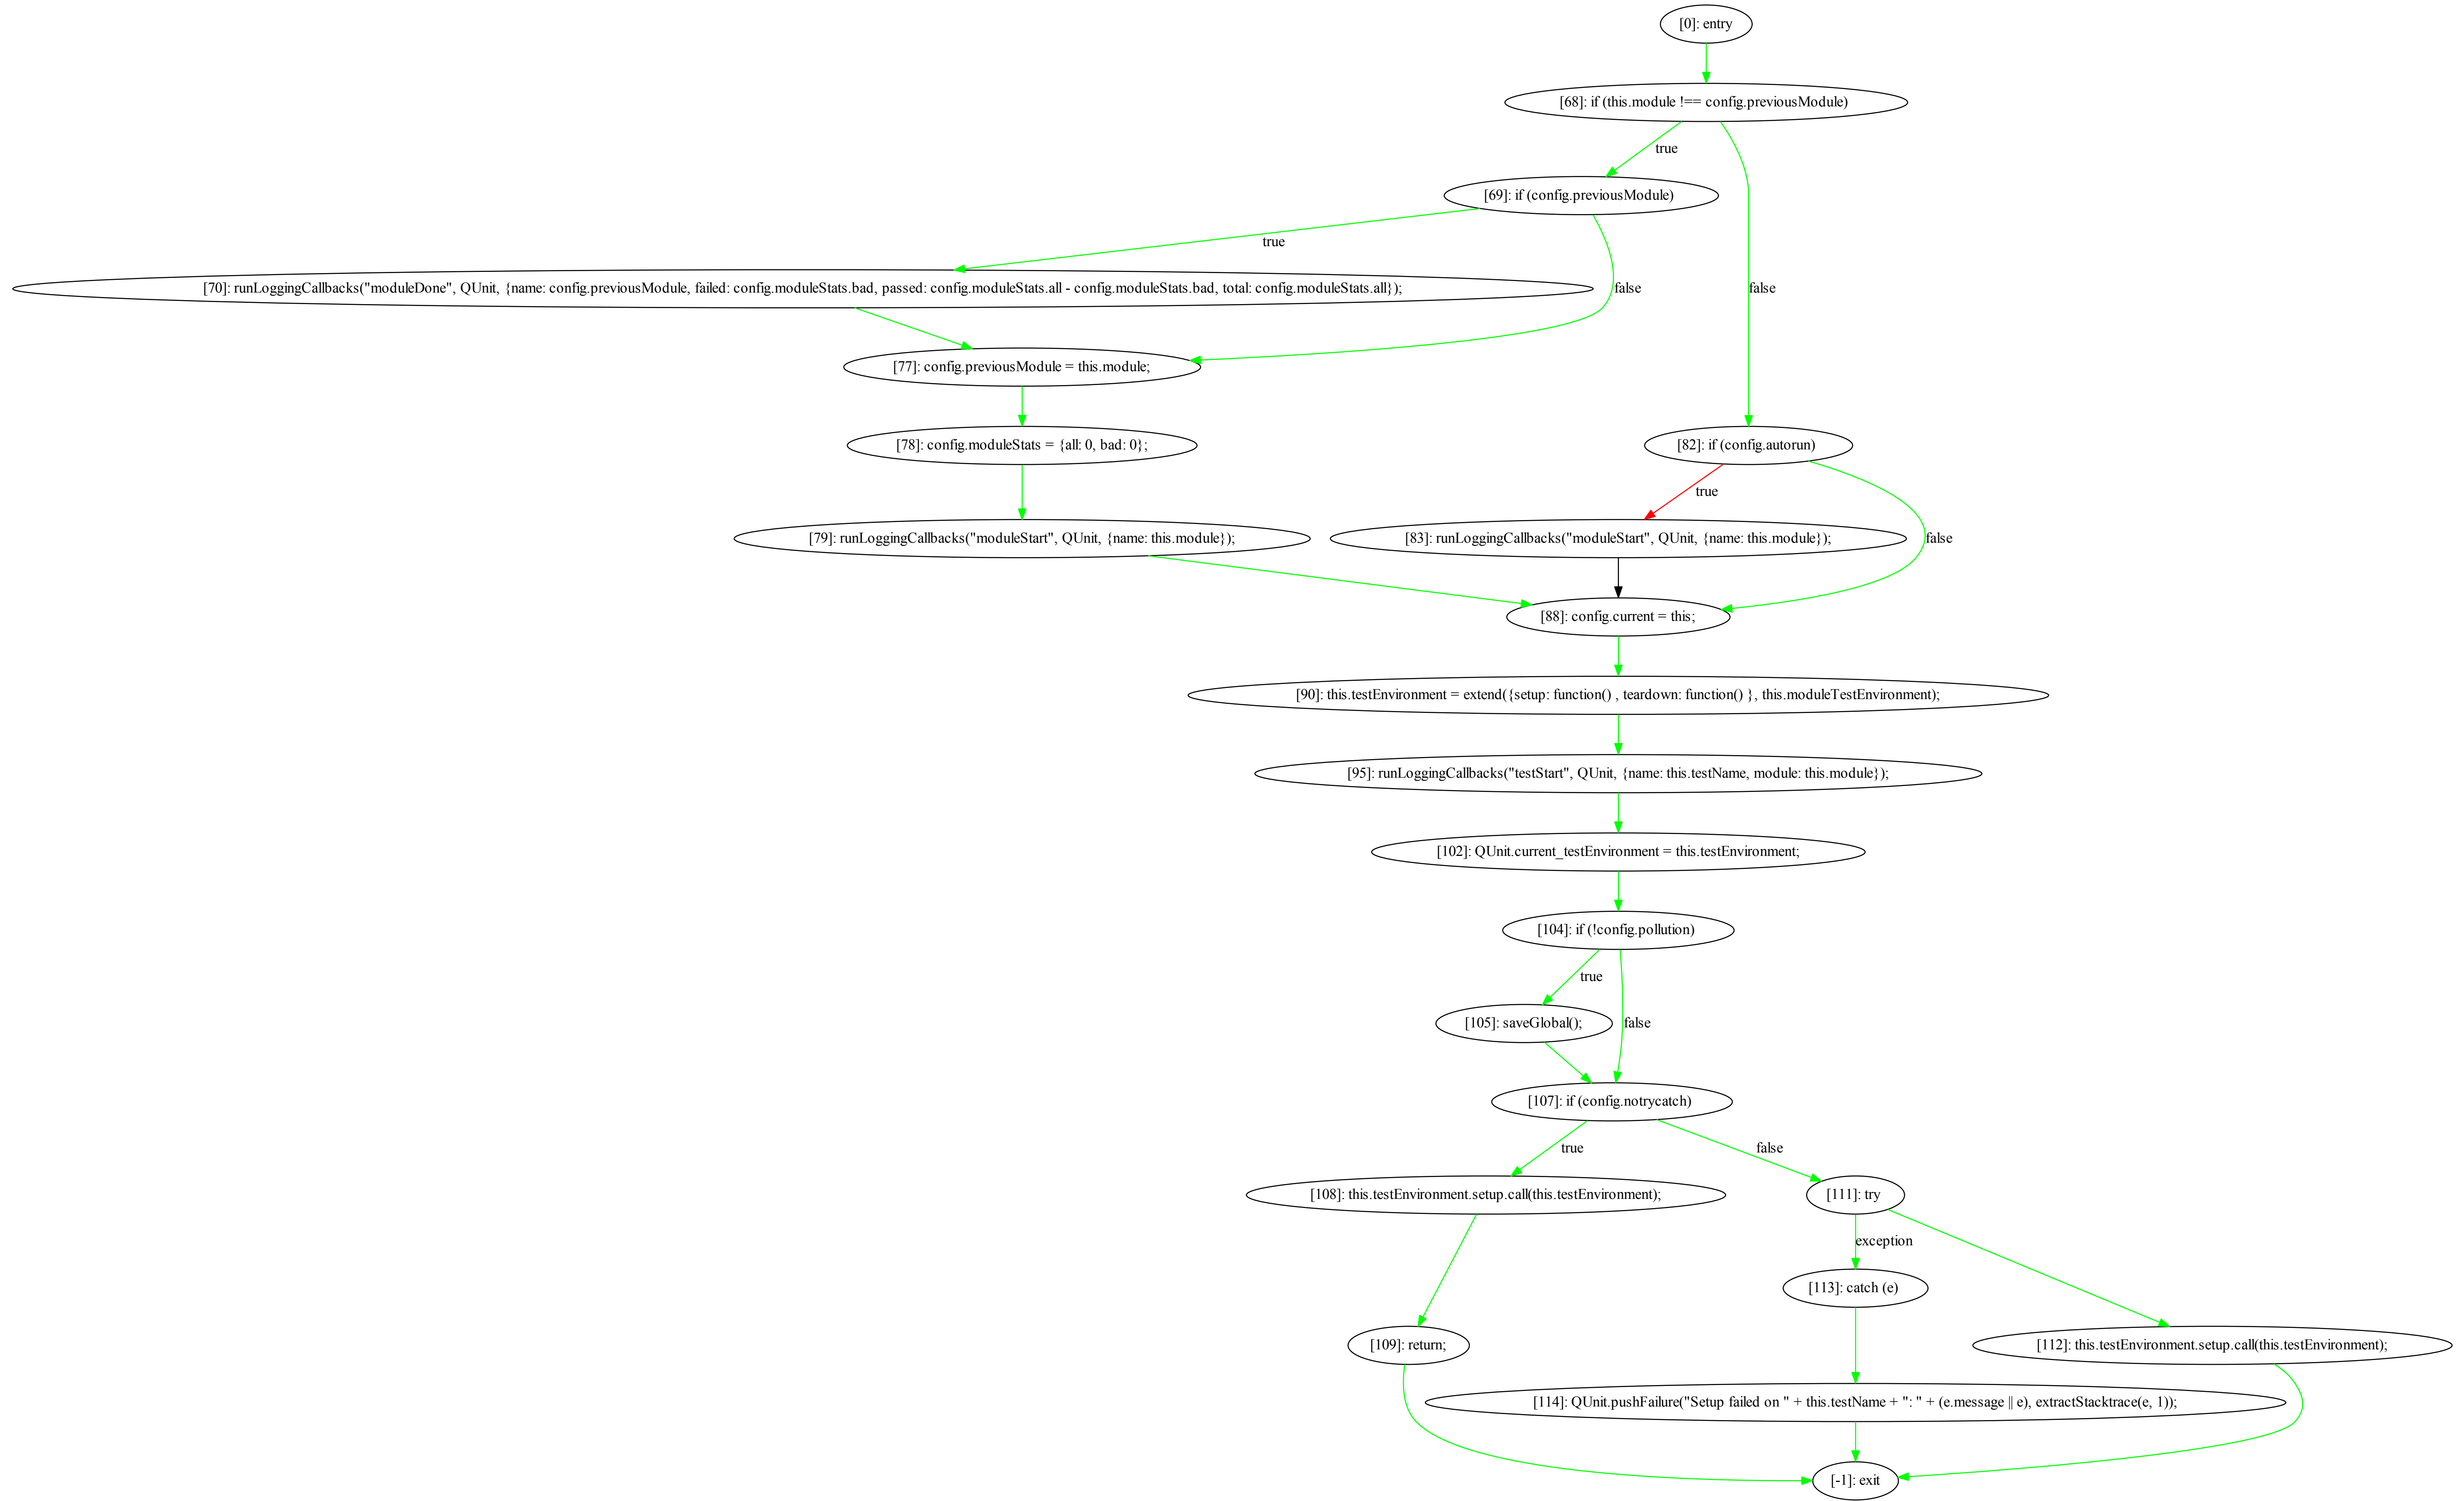 [0]: entry
[68]: if (this.module !== config.previousModule)
true
[69]: if (config.previousModule)
true
[70]: runLoggingCallbacks("moduleDone", QUnit, {name: config.previousModule, failed: config.moduleStats.bad, passed: config.moduleStats.all - config.moduleStats.bad, total: config.moduleStats.all});
false
false
[77]: config.previousModule = this.module;
[78]: config.moduleStats = {all: 0, bad: 0};
[82]: if (config.autorun)
true
[79]: runLoggingCallbacks("moduleStart", QUnit, {name: this.module});
[83]: runLoggingCallbacks("moduleStart", QUnit, {name: this.module});
false
[88]: config.current = this;
[90]: this.testEnvironment = extend({setup: function() , teardown: function() }, this.moduleTestEnvironment);
[95]: runLoggingCallbacks("testStart", QUnit, {name: this.testName, module: this.module});
[102]: QUnit.current_testEnvironment = this.testEnvironment;
[104]: if (!config.pollution)
true
[105]: saveGlobal();
false
[107]: if (config.notrycatch)
true
false
[108]: this.testEnvironment.setup.call(this.testEnvironment);
[111]: try
exception
[113]: catch (e)
[109]: return;
[112]: this.testEnvironment.setup.call(this.testEnvironment);
[114]: QUnit.pushFailure("Setup failed on " + this.testName + ": " + (e.message || e), extractStacktrace(e, 1));
[-1]: exit